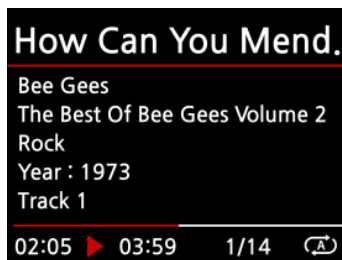 How Can You Mend.
Bee Gees
The Best Of Bee Gees Volume 2
Rock
Year : 1973
Track 1
02:05 03:59 1/14 A